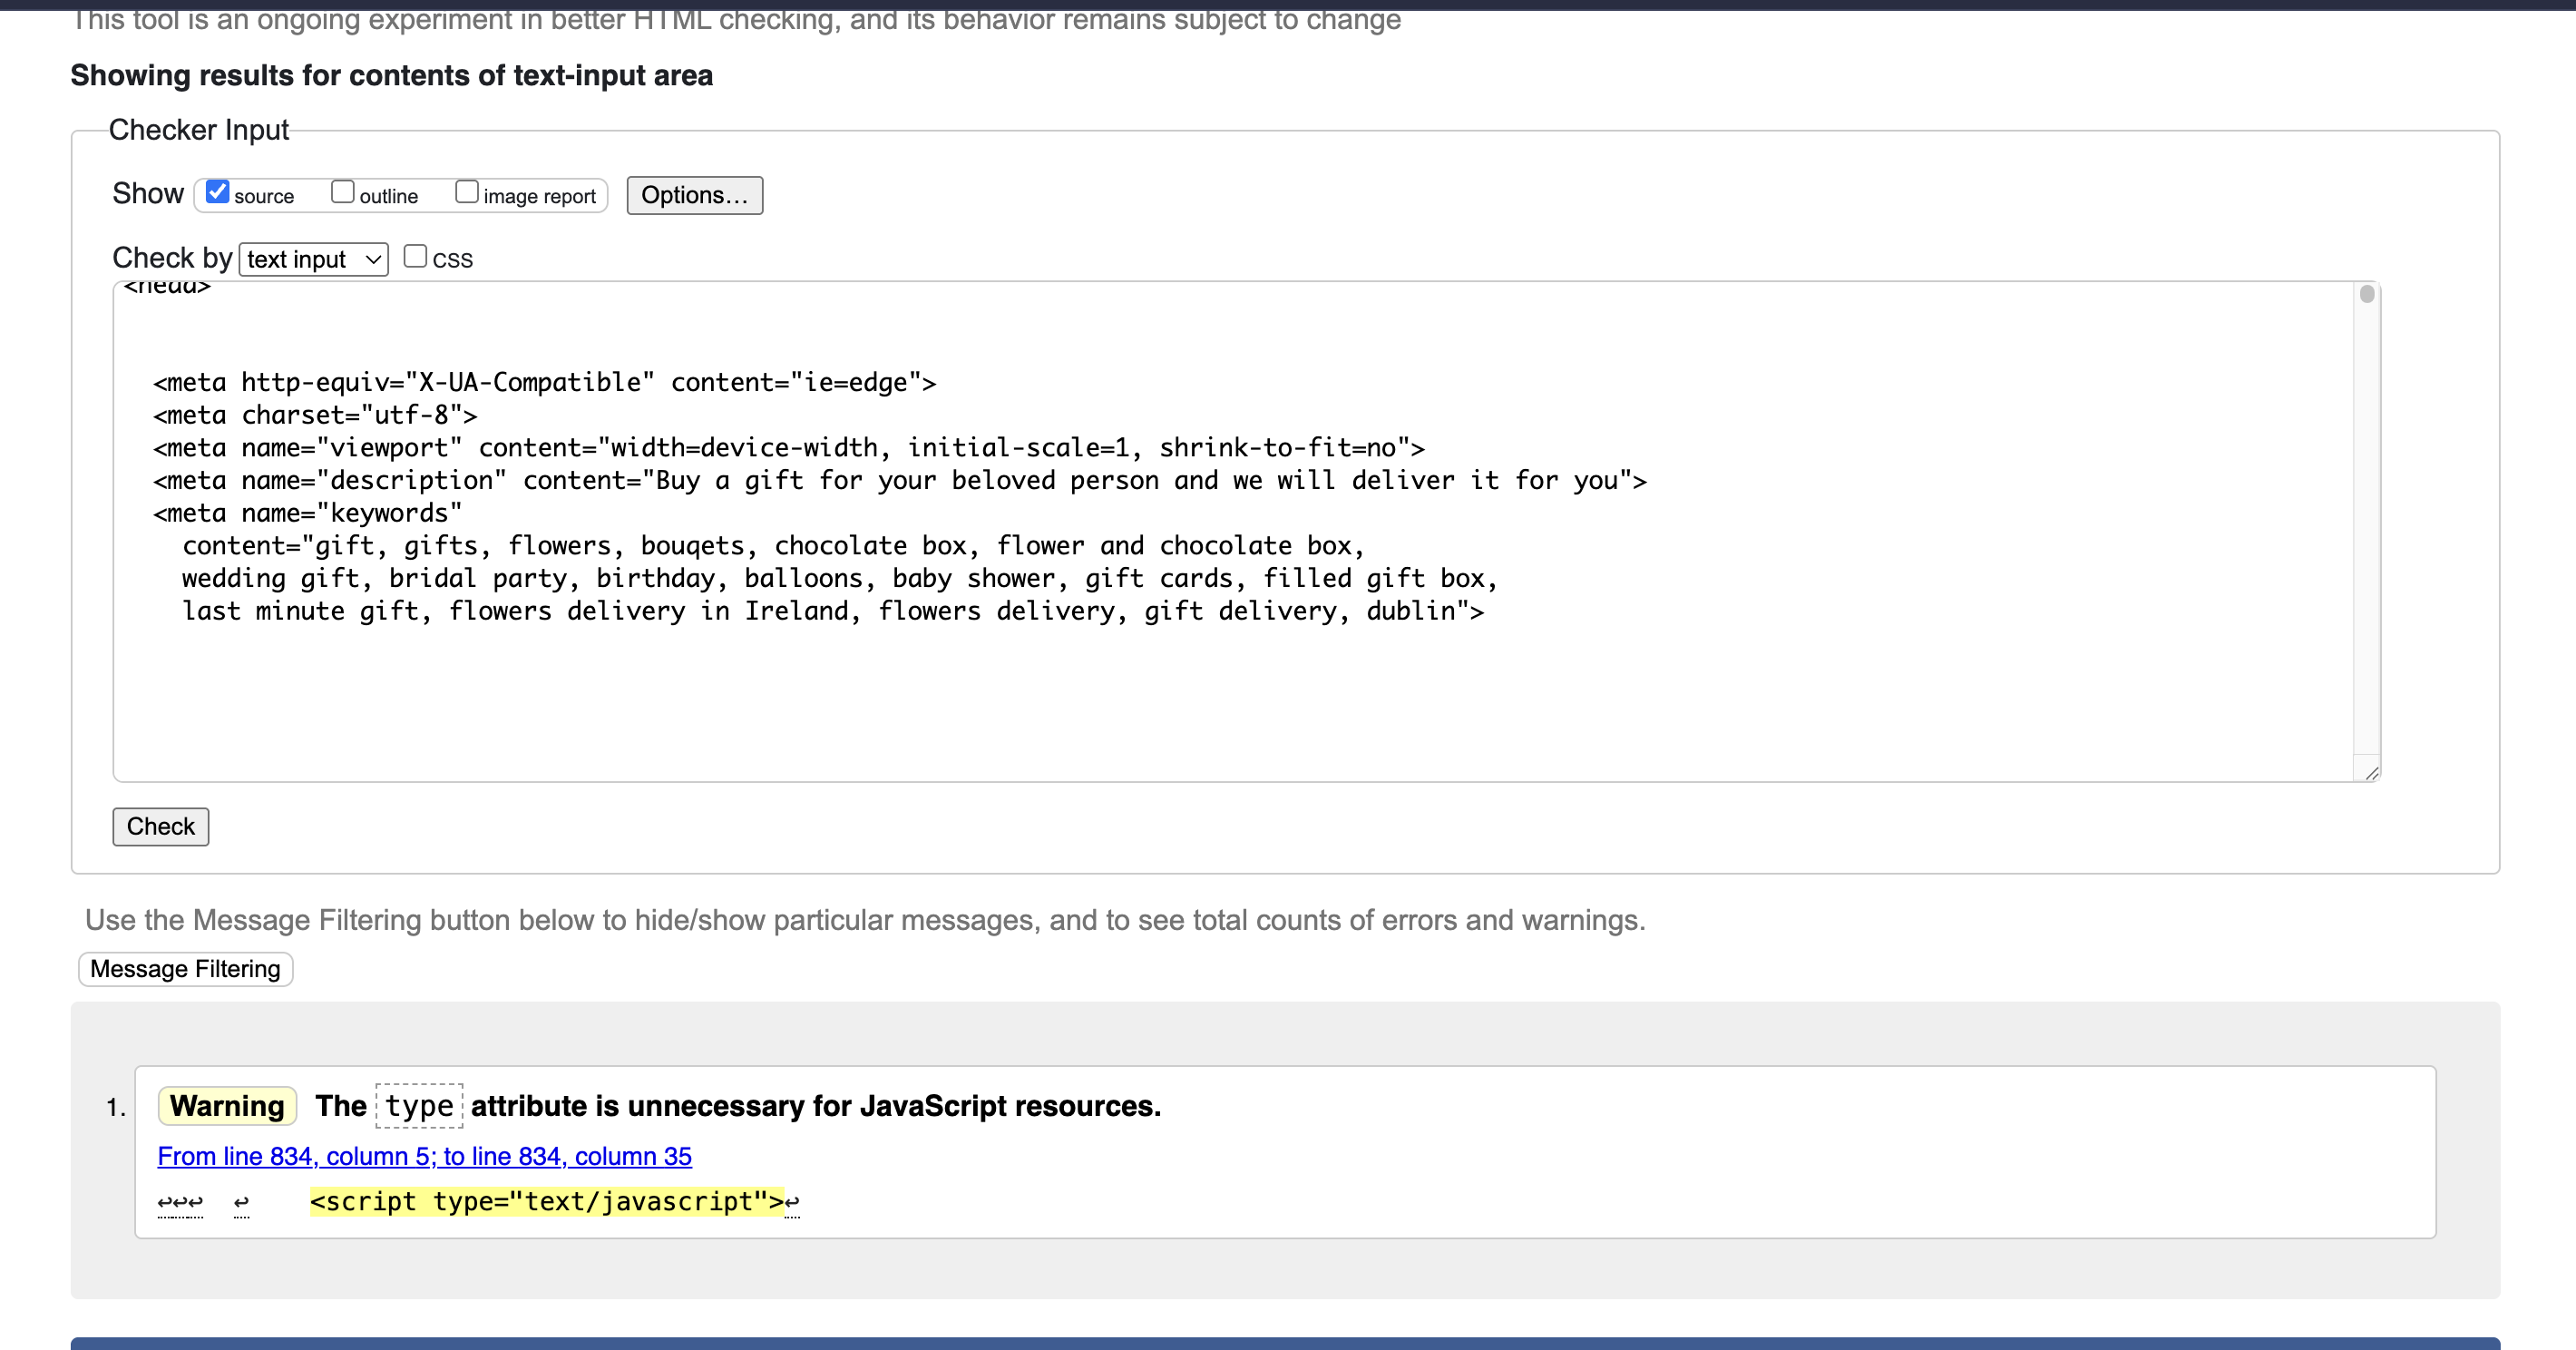 This tool is an ongoing experiment in better HTML checking, and its behavior remains subject to change
Showing results for contents of text-input area
Checker Input
Show source outline image report Options...
Check by text input CSS
<head>
<meta http-equiv="X-UA-Compatible" content="ie=edge">
<meta charset="utf-8">
<meta name="viewport" content="width=device-width, initial-scale=1, shrink-to-fit=no">
<meta name="description" content="Buy a gift for your beloved person and we will deliver it for you">
<meta name="keywords"
content="gift, gifts, flowers, bouqets, chocolate box, flower and chocolate box,
wedding gift, bridal party, birthday, balloons, baby shower, gift cards, filled gift box,
last minute gift, flowers delivery in Ireland, flowers delivery, gift delivery, dublin">
Check
Use the Message Filtering button below to hide/show particular messages, and to see total counts of errors and warnings.
Message Filtering
1. Warning The type attribute is unnecessary for JavaScript resources.
From line 834, column 5; to line 834, column 35
↩↩↩ ↩ <script type="text/javascript">↩